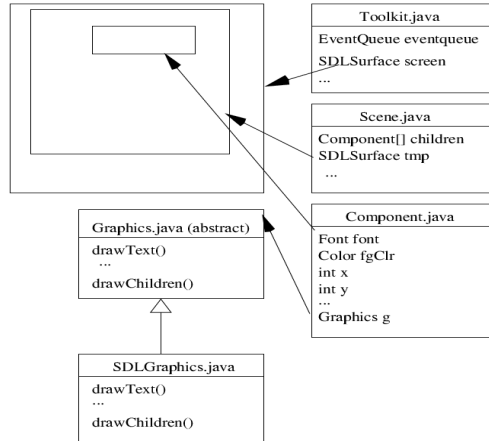 Toolkit.java
EventQueue eventqueue
SDLSurface screen
...
Scene.java
Component[] children
SDLSurface tmp
...
Component.java
Font font
Color fgClr
int x
int y
...
Graphics g
Graphics.java (abstract)
drawText()
...
drawChildren()
SDLGraphics.java
drawText()
...
drawChildren()